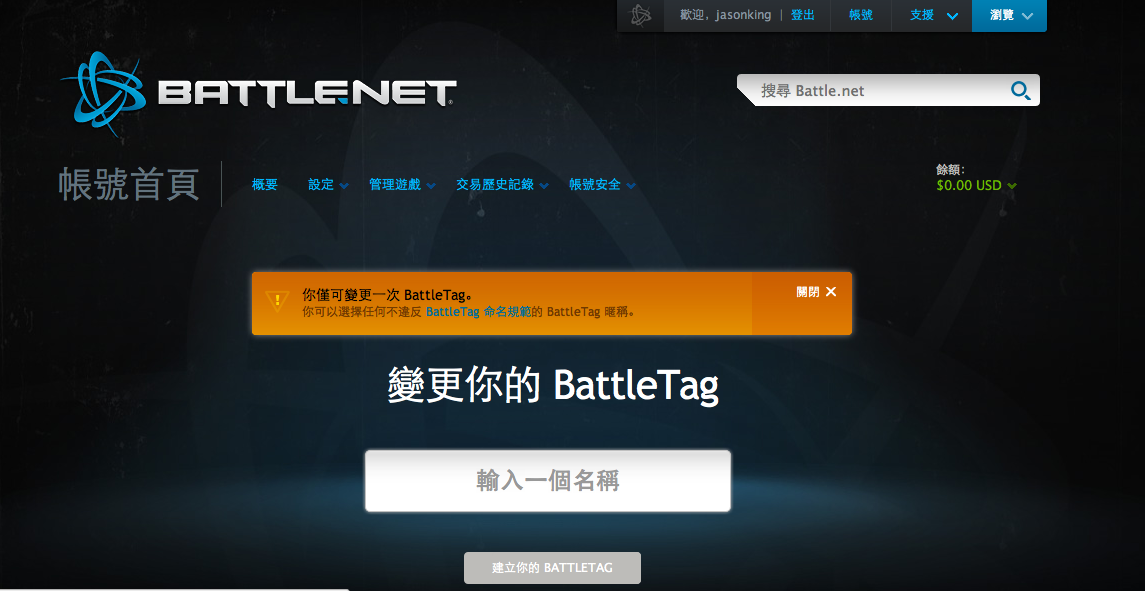 歡迎, jasonking | 登出 帳號 支援 瀏覽
BATTLE.NET®
搜尋 Battle.net
帳號首頁 概要 設定 管理遊戲 交易歷史記錄 帳號安全
餘額:
$0.00 USD
你僅可變更一次 BattleTag。
關閉 ✕
你可以選擇任何不違反 BattleTag 命名規範的 BattleTag 暱稱。
變更你的 BattleTag
輸入一個名稱
建立你的 BATTLETAG